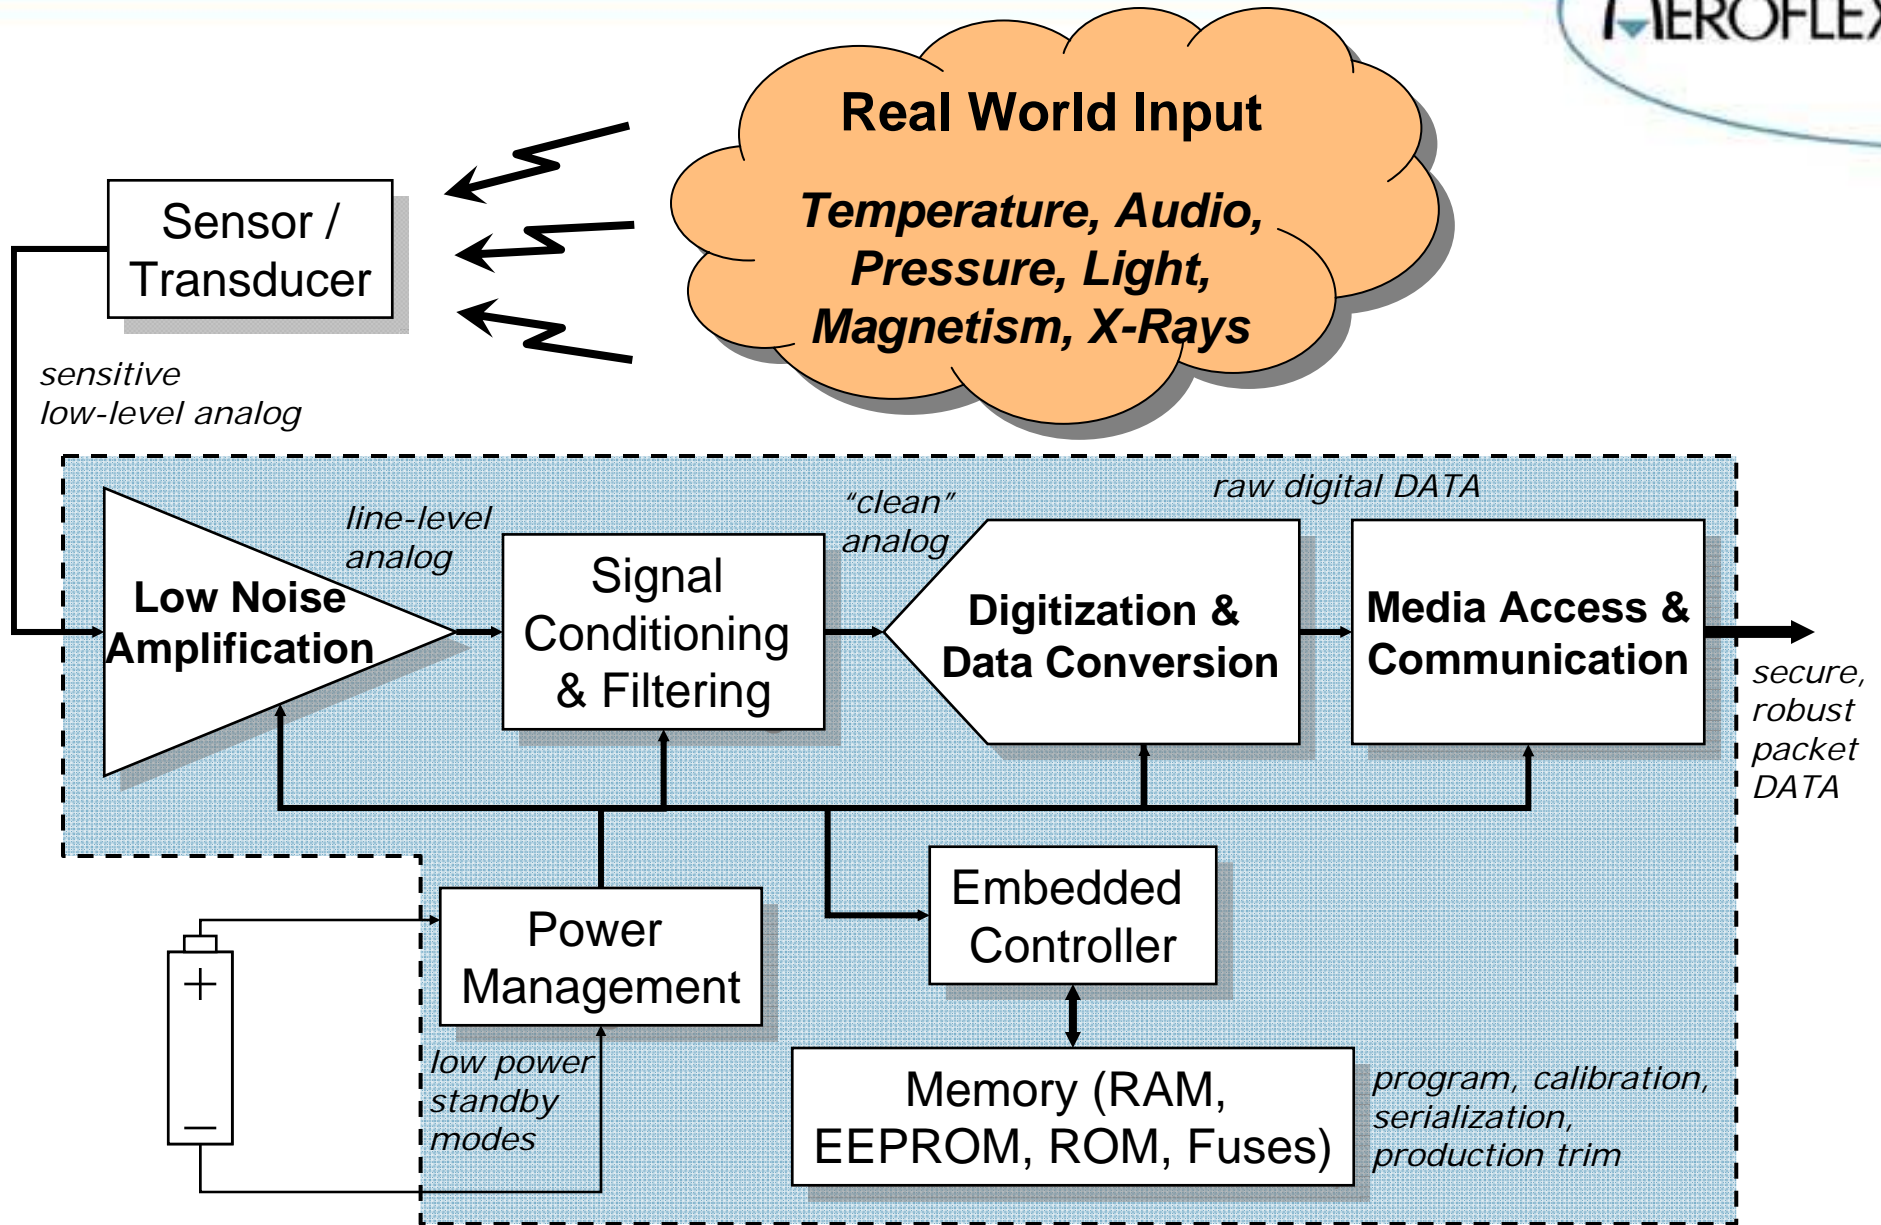 AEROFLEX
Real World Input
Temperature, Audio,
Pressure, Light,
Magnetism, X-Rays
Sensor /
Transducer
sensitive
low-level analog
line-level
analog
"clean"
analog
raw digital DATA
Low Noise
Amplification
Signal
Conditioning
& Filtering
Digitization &
Data Conversion
Media Access &
Communication
secure,
robust
packet
DATA
Power
Management
Embedded
Controller
+
–
low power
standby
modes
Memory (RAM,
EEPROM, ROM, Fuses)
program, calibration,
serialization,
production trim